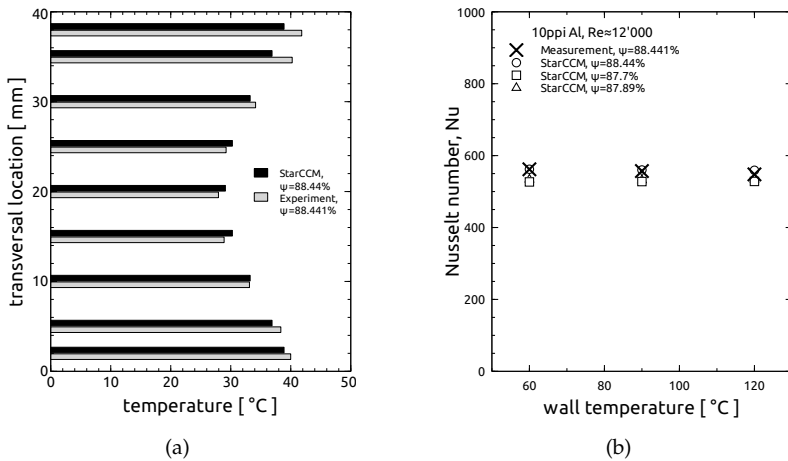 40
30
20
10
0
transversal location [ mm ]
StarCCM,
ψ=88.44%
Experiment,
ψ=88.441%
0 10 20 30 40 50
temperature [ °C ]
(a)
1000
800
600
400
200
0
Nusselt number, Nu
10ppi Al, Re≈12'000
Measurement, ψ=88.441%
StarCCM, ψ=88.44%
StarCCM, ψ=87.7%
StarCCM, ψ=87.89%
60 80 100 120
wall temperature [ °C ]
(b)